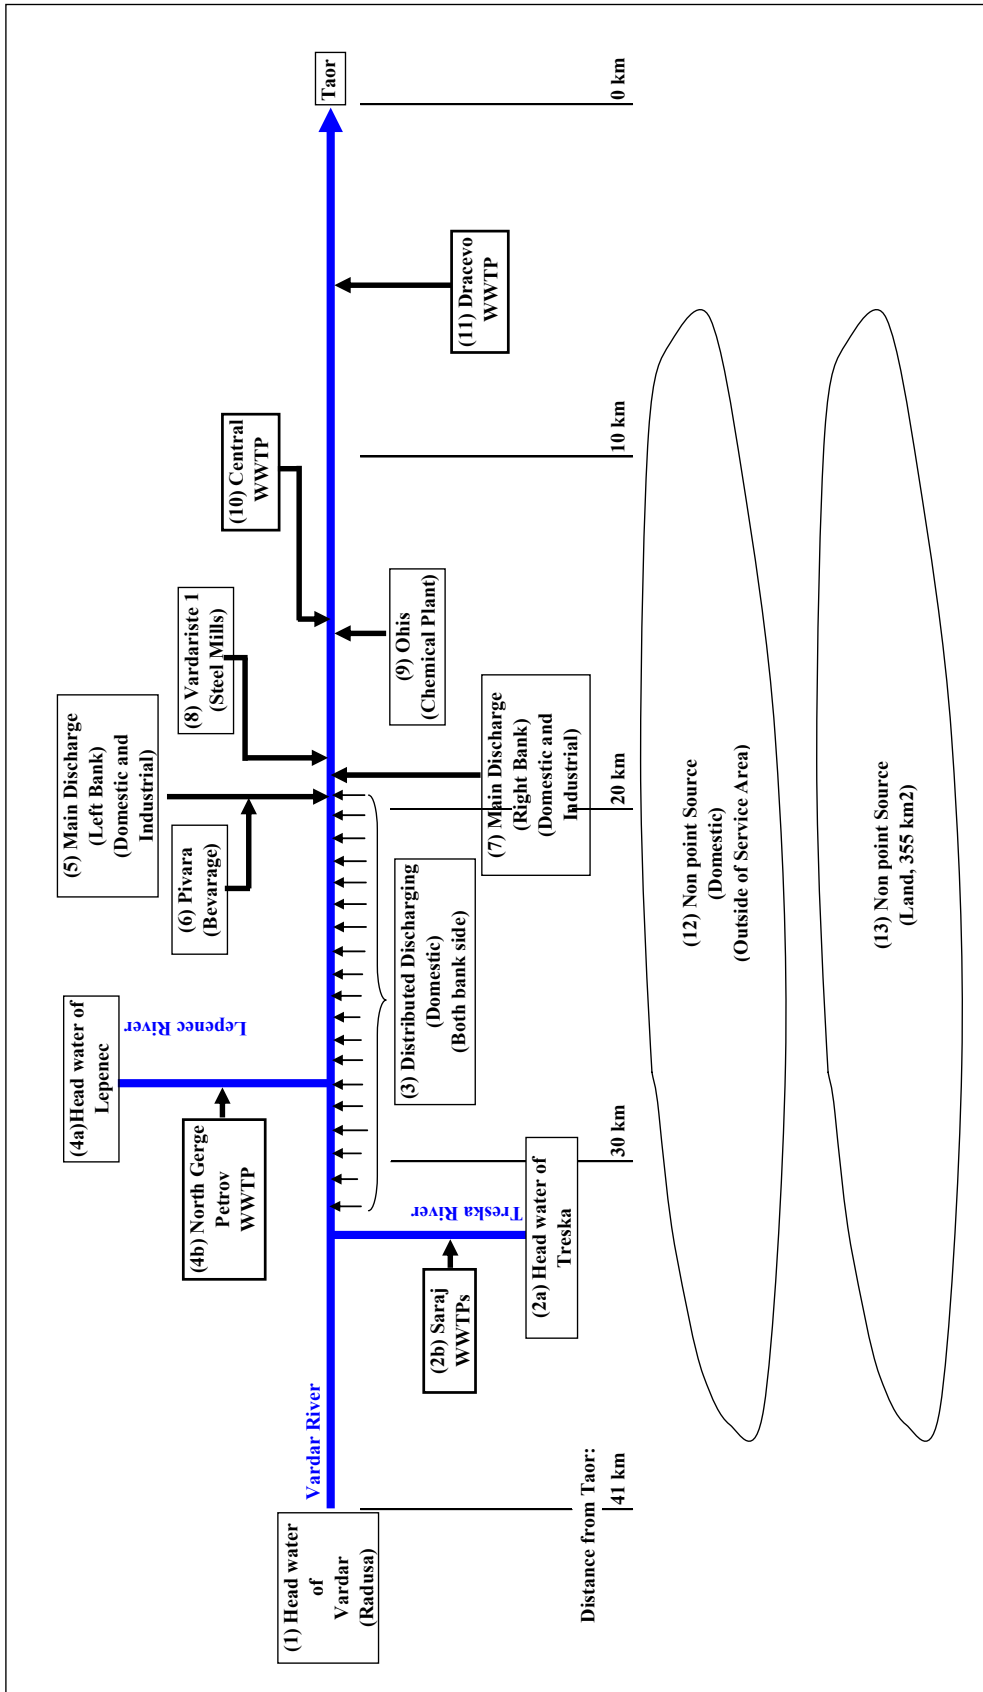 (1) Head water
of
Vardar
(Radusa)
Vardar River
(2b) Saraj
WWTPs
(2a) Head water of
Treska
Treska River
(4b) North Gerge
Petrov
WWTP
(4a)Head water of
Lepenec
Lepenec River
(3) Distributed Discharging
(Domestic)
(Both bank side)
(6) Pivara
(Bevarage)
(5) Main Discharge
(Left Bank)
(Domestic and
Industrial)
(7) Main Discharge
(Right Bank)
(Domestic and
Industrial)
(8) Vardariste 1
(Steel Mills)
(9) Ohis
(Chemical Plant)
(10) Central
WWTP
(11) Dracevo
WWTP
Taor
Distance from Taor:
41 km
30 km
20 km
10 km
0 km
(12) Non point Source
(Domestic)
(Outside of Service Area)
(13) Non point Source
(Land, 355 km2)